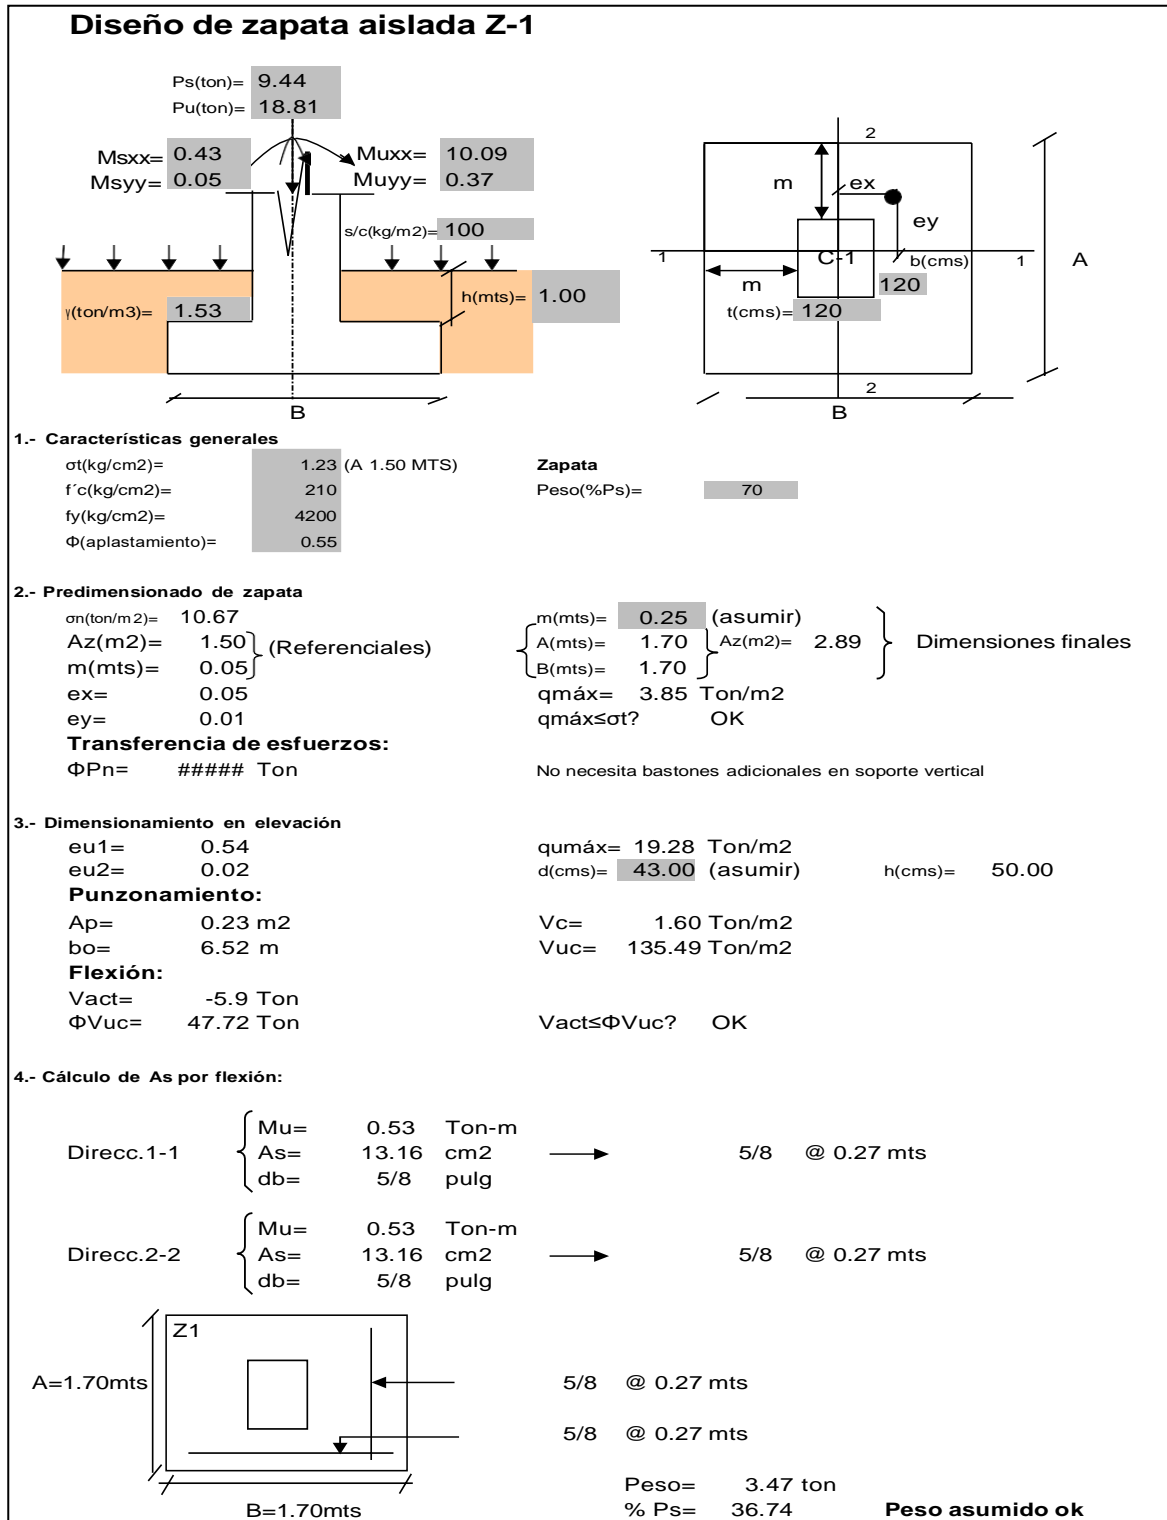 Diseño de zapata aislada Z-1
Ps(ton)= 9.44
Pu(ton)= 18.81
Msxx= 0.43 Muxx= 10.09
Msyy= 0.05 Muyy= 0.37
s/c(kg/m2)= 100
γ(ton/m3)= 1.53
h(mts)= 1.00
B
2
m
ex
ey
1
C-1
b(cms)
1
A
m
120
t(cms)= 120
2
B
1.- Características generales
σt(kg/cm2)= 1.23 (A 1.50 MTS) Zapata
f´c(kg/cm2)= 210 Peso(%Ps)= 70
fy(kg/cm2)= 4200
Φ(aplastamiento)= 0.55
2.- Predimensionado de zapata
σn(ton/m2)= 10.67 m(mts)= 0.25 (asumir)
Az(m2)= 1.50 (Referenciales) A(mts)= 1.70 Az(m2)= 2.89 Dimensiones finales
m(mts)= 0.05 B(mts)= 1.70
ex= 0.05 qmáx= 3.85 Ton/m2
ey= 0.01 qmáx≤σt? OK
Transferencia de esfuerzos:
ΦPn= ##### Ton No necesita bastones adicionales en soporte vertical
3.- Dimensionamiento en elevación
eu1= 0.54 qumáx= 19.28 Ton/m2
eu2= 0.02 d(cms)= 43.00 (asumir) h(cms)= 50.00
Punzonamiento:
Ap= 0.23 m2 Vc= 1.60 Ton/m2
bo= 6.52 m Vuc= 135.49 Ton/m2
Flexión:
Vact= -5.9 Ton
ΦVuc= 47.72 Ton Vact≤ΦVuc? OK
4.- Cálculo de As por flexión:
Mu= 0.53 Ton-m
Direcc.1-1 As= 13.16 cm2 5/8 @ 0.27 mts
db= 5/8 pulg
Mu= 0.53 Ton-m
Direcc.2-2 As= 13.16 cm2 5/8 @ 0.27 mts
db= 5/8 pulg
Z1
A=1.70mts 5/8 @ 0.27 mts
5/8 @ 0.27 mts
Peso= 3.47 ton
B=1.70mts % Ps= 36.74 Peso asumido ok